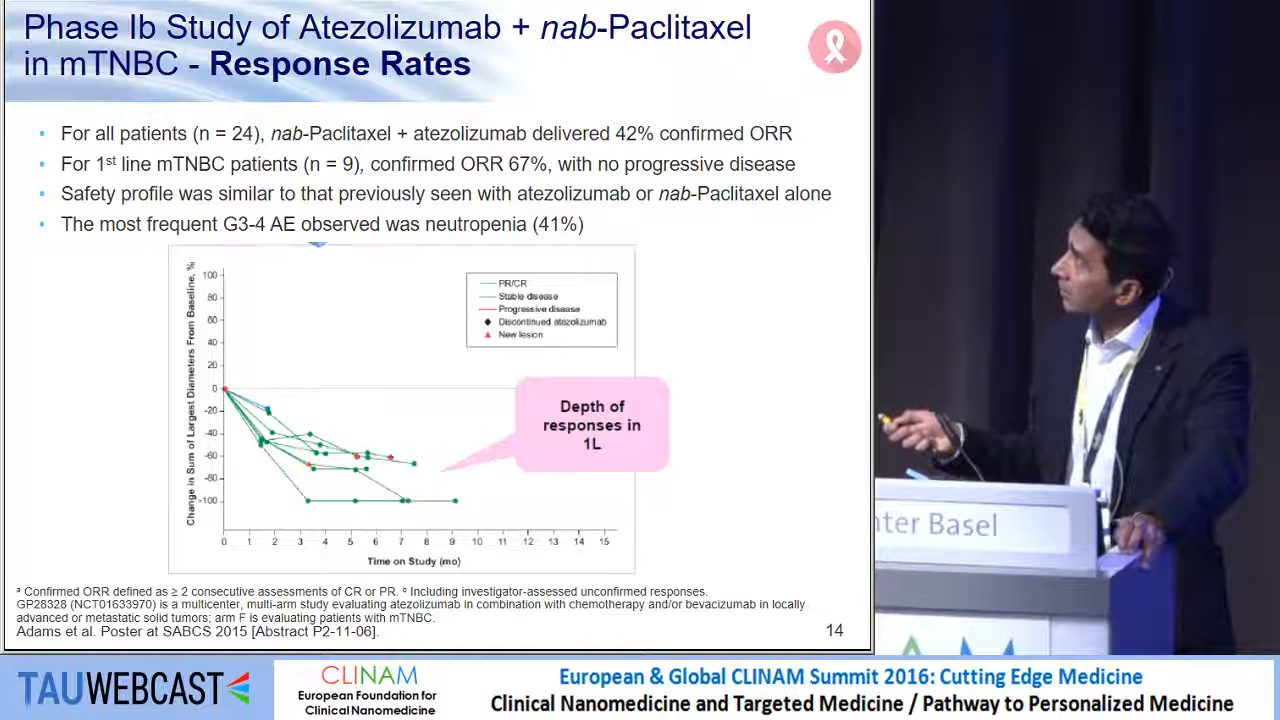 Phase Ib Study of Atezolizumab + nab-Paclitaxel
in mTNBC - Response Rates
• For all patients (n = 24), nab-Paclitaxel + atezolizumab delivered 42% confirmed ORR
• For 1st line mTNBC patients (n = 9), confirmed ORR 67%, with no progressive disease
• Safety profile was similar to that previously seen with atezolizumab or nab-Paclitaxel alone
• The most frequent G3-4 AE observed was neutropenia (41%)
Change in Sum of Largest Diameters From Baseline, %
100
80
60
40
20
0
-20
-40
-60
-80
-100
PR/CR
Stable disease
Progressive disease
Discontinued atezolizumab
New lesion
Depth of
responses in
1L
0 1 2 3 4 5 6 7 8 9 10 11 12 13 14 15
Time on Study (mo)
a Confirmed ORR defined as ≥ 2 consecutive assessments of CR or PR. b Including investigator-assessed unconfirmed responses.
GP28328 (NCT01633970) is a multicenter, multi-arm study evaluating atezolizumab in combination with chemotherapy and/or bevacizumab in locally
advanced or metastatic solid tumors; arm F is evaluating patients with mTNBC.
Adams et al. Poster at SABCS 2015 [Abstract P2-11-06].
14
nter Basel
TAUWEBCAST
CLINAM
European Foundation for
Clinical Nanomedicine
European & Global CLINAM Summit 2016: Cutting Edge Medicine
Clinical Nanomedicine and Targeted Medicine / Pathway to Personalized Medicine